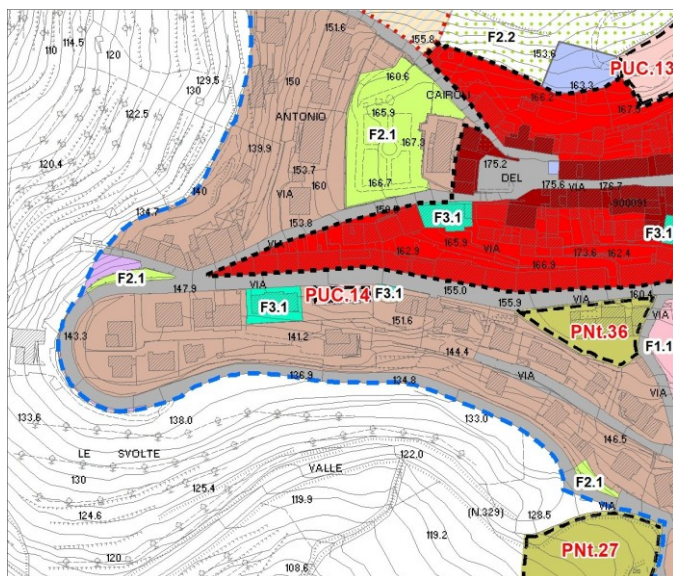 151.6
155.8
F2.2
114.5
110
120
153.6
PUC.13
129.5
150
160.6
163.3
130
166.2
CAIROLI
122.5
165.9
167.5
ANTONIO
F2.1
139.9
167.3
120.4
175.2
153.7
DEL
160
166.7
175.6
VIA
176.7
140
VIA
900091
134.7
153.8
F3.1
165.9
VIA
F3.1
VIA
162.9
173.6
162.4
F2.1
166.9
147.9
VIA
PUC.14
F3.1
155.0
160.4
F3.1
155.9
VIA
VIA
151.6
PNt.36
143.3
141.2
F1.1
144.4
136.9
134.8
VIA
VIA
133.6
138.0
133.0
146.5
LE SVOLTE
VALLE
122.0
130
125.4
F2.1
119.9
124.6
(N.329)
128.5
VIA
119.2
120
108.6
PNt.27